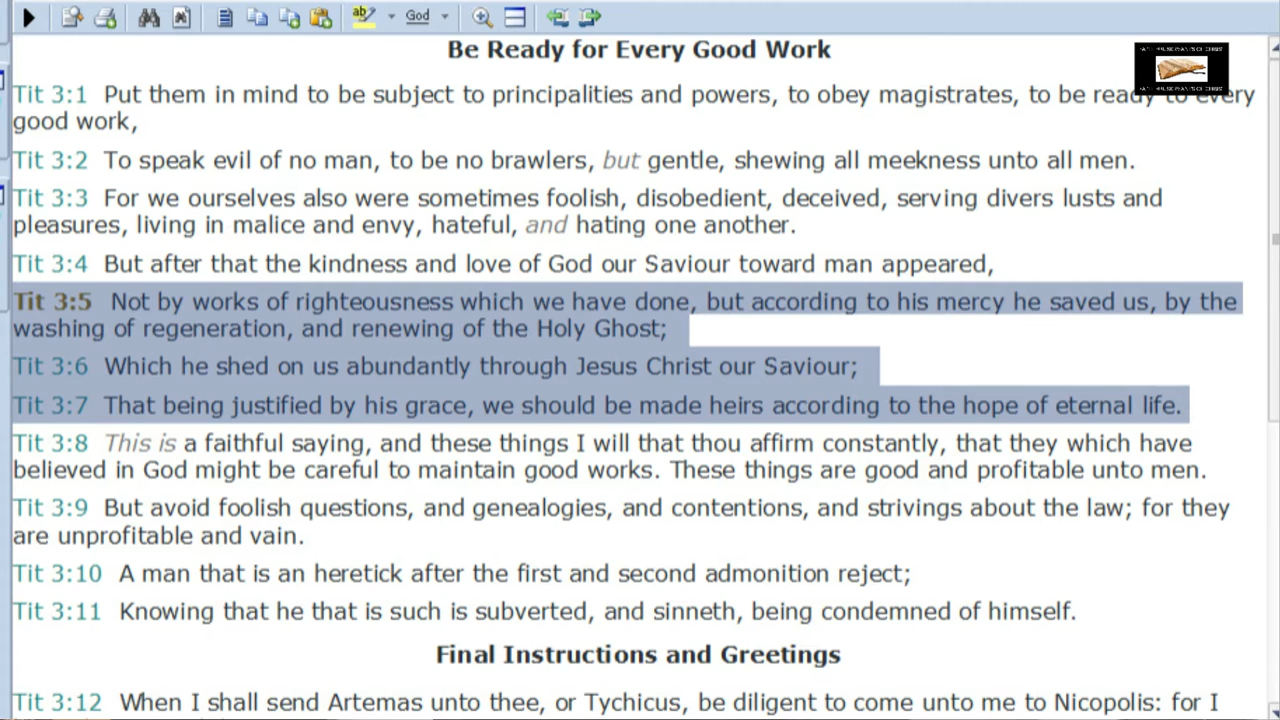 ab God
Be Ready for Every Good Work
Tit 3:1 Put them in mind to be subject to principalities and powers, to obey magistrates, to be ready to every
good work,
Tit 3:2 To speak evil of no man, to be no brawlers, but gentle, shewing all meekness unto all men.
Tit 3:3 For we ourselves also were sometimes foolish, disobedient, deceived, serving divers lusts and
pleasures, living in malice and envy, hateful, and hating one another.
Tit 3:4 But after that the kindness and love of God our Saviour toward man appeared,
Tit 3:5 Not by works of righteousness which we have done, but according to his mercy he saved us, by the
washing of regeneration, and renewing of the Holy Ghost;
Tit 3:6 Which he shed on us abundantly through Jesus Christ our Saviour;
Tit 3:7 That being justified by his grace, we should be made heirs according to the hope of eternal life.
Tit 3:8 This is a faithful saying, and these things I will that thou affirm constantly, that they which have
believed in God might be careful to maintain good works. These things are good and profitable unto men.
Tit 3:9 But avoid foolish questions, and genealogies, and contentions, and strivings about the law; for they
are unprofitable and vain.
Tit 3:10 A man that is an heretick after the first and second admonition reject;
Tit 3:11 Knowing that he that is such is subverted, and sinneth, being condemned of himself.
Final Instructions and Greetings
Tit 3:12 When I shall send Artemas unto thee, or Tychicus, be diligent to come unto me to Nicopolis: for I